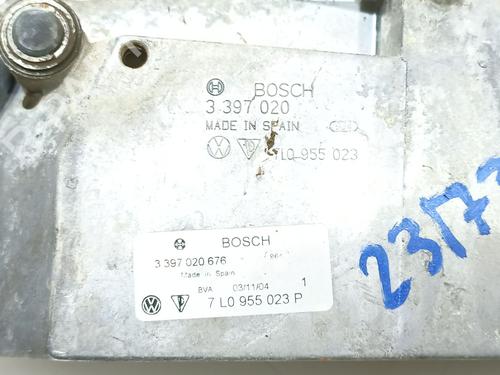 BOSCH
3 397 020
MADE IN SPAIN
7L0 955 023
BOSCH
3 397 020 676
Made in Spain
BVA 03/11/04 1
7 L0 955 023 P